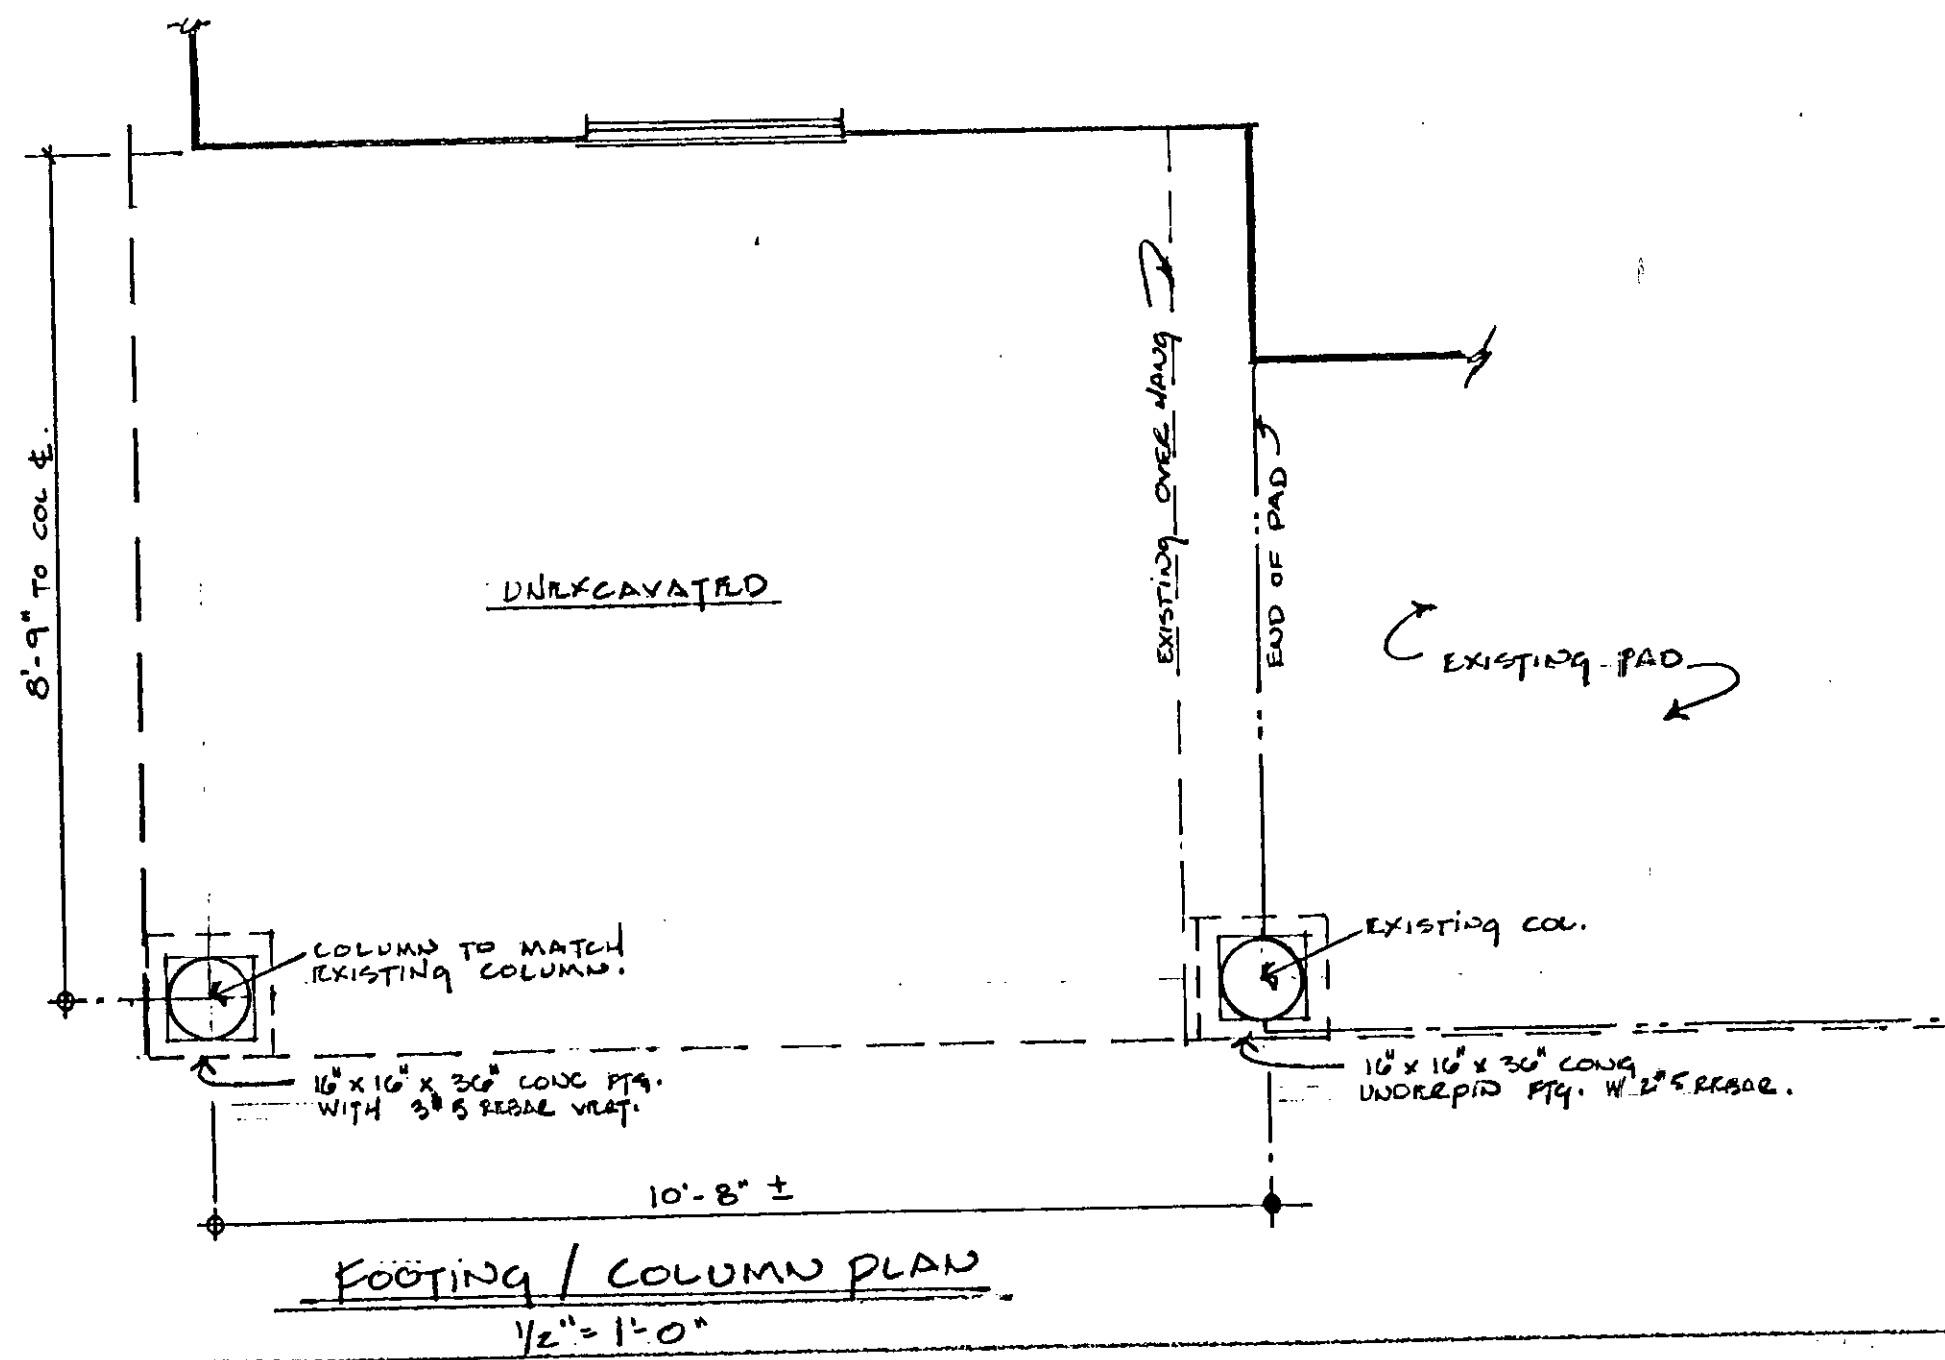 8'-9" TO COL ℄.
EXISTING OVER HANG
END OF PAD
UNEXCAVATED
EXISTING PAD
COLUMN TO MATCH
EXISTING COLUMN.
EXISTING COL.
16" x 16" x 36" CONC FTG.
WITH 3#5 REBAR VERT.
16" x 16" x 36" CONC
UNDERPIN FTG. W 2#5 REBAR.
10'-8" ±
FOOTING / COLUMN PLAN
1/2" = 1'-0"